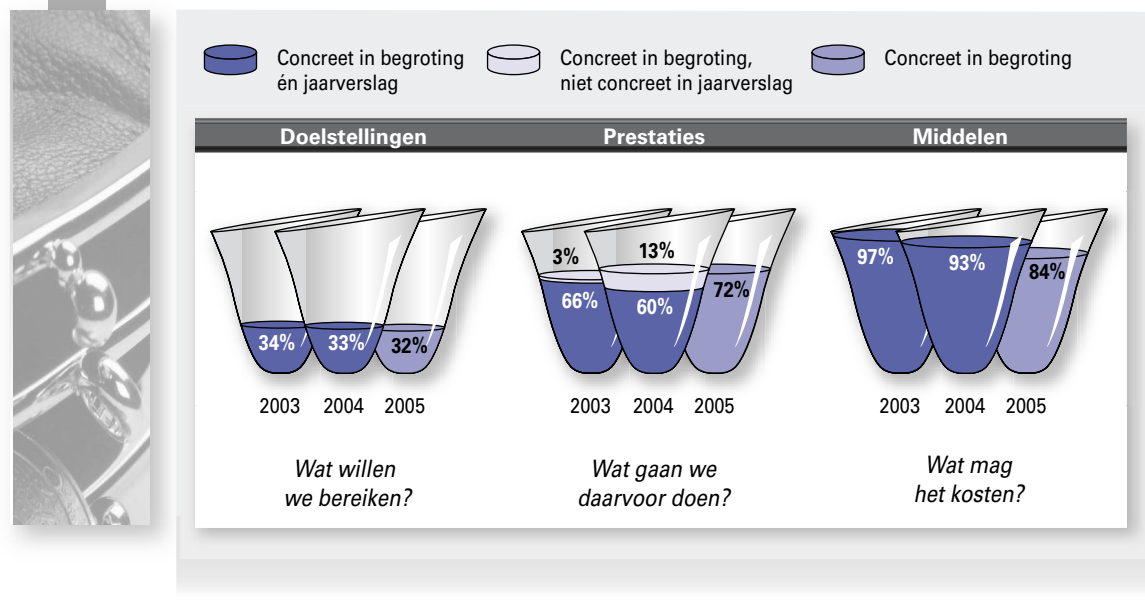 Concreet in begroting
én jaarverslag
Concreet in begroting,
niet concreet in jaarverslag
Concreet in begroting
Doelstellingen
Prestaties
Middelen
34%
33%
32%
2003
2004
2005
Wat willen
we bereiken?
3%
13%
66%
60%
72%
2003
2004
2005
Wat gaan we
daarvoor doen?
97%
93%
84%
2003
2004
2005
Wat mag
het kosten?